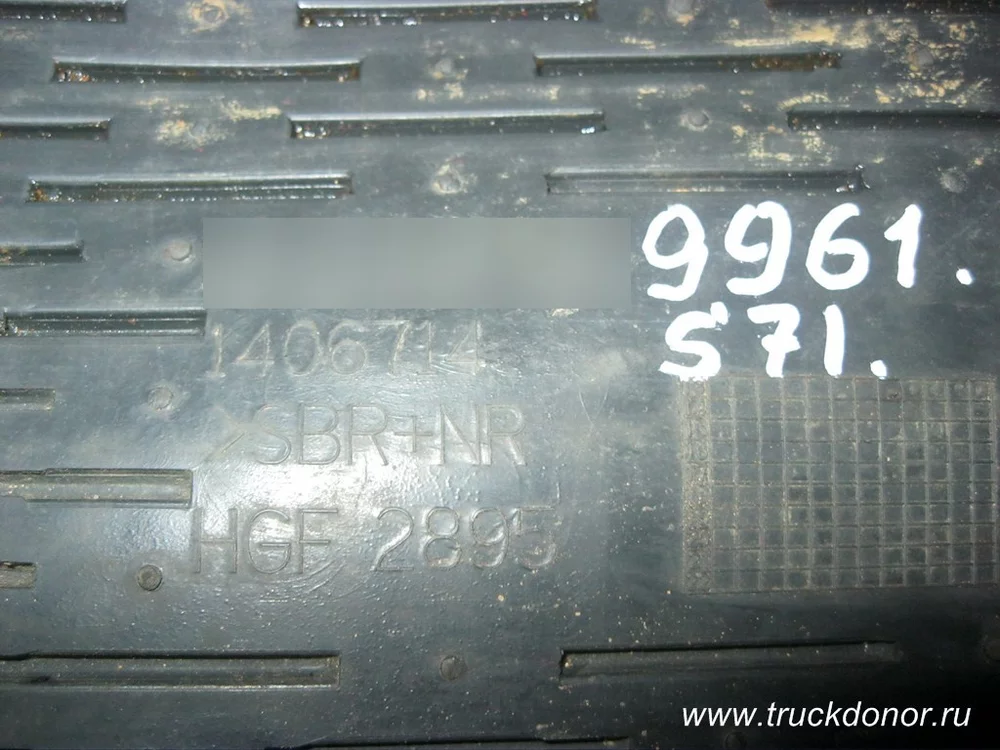 9961.
S71.
1406714
>SBR+NR
HGF 2895
www.truckdonor.ru